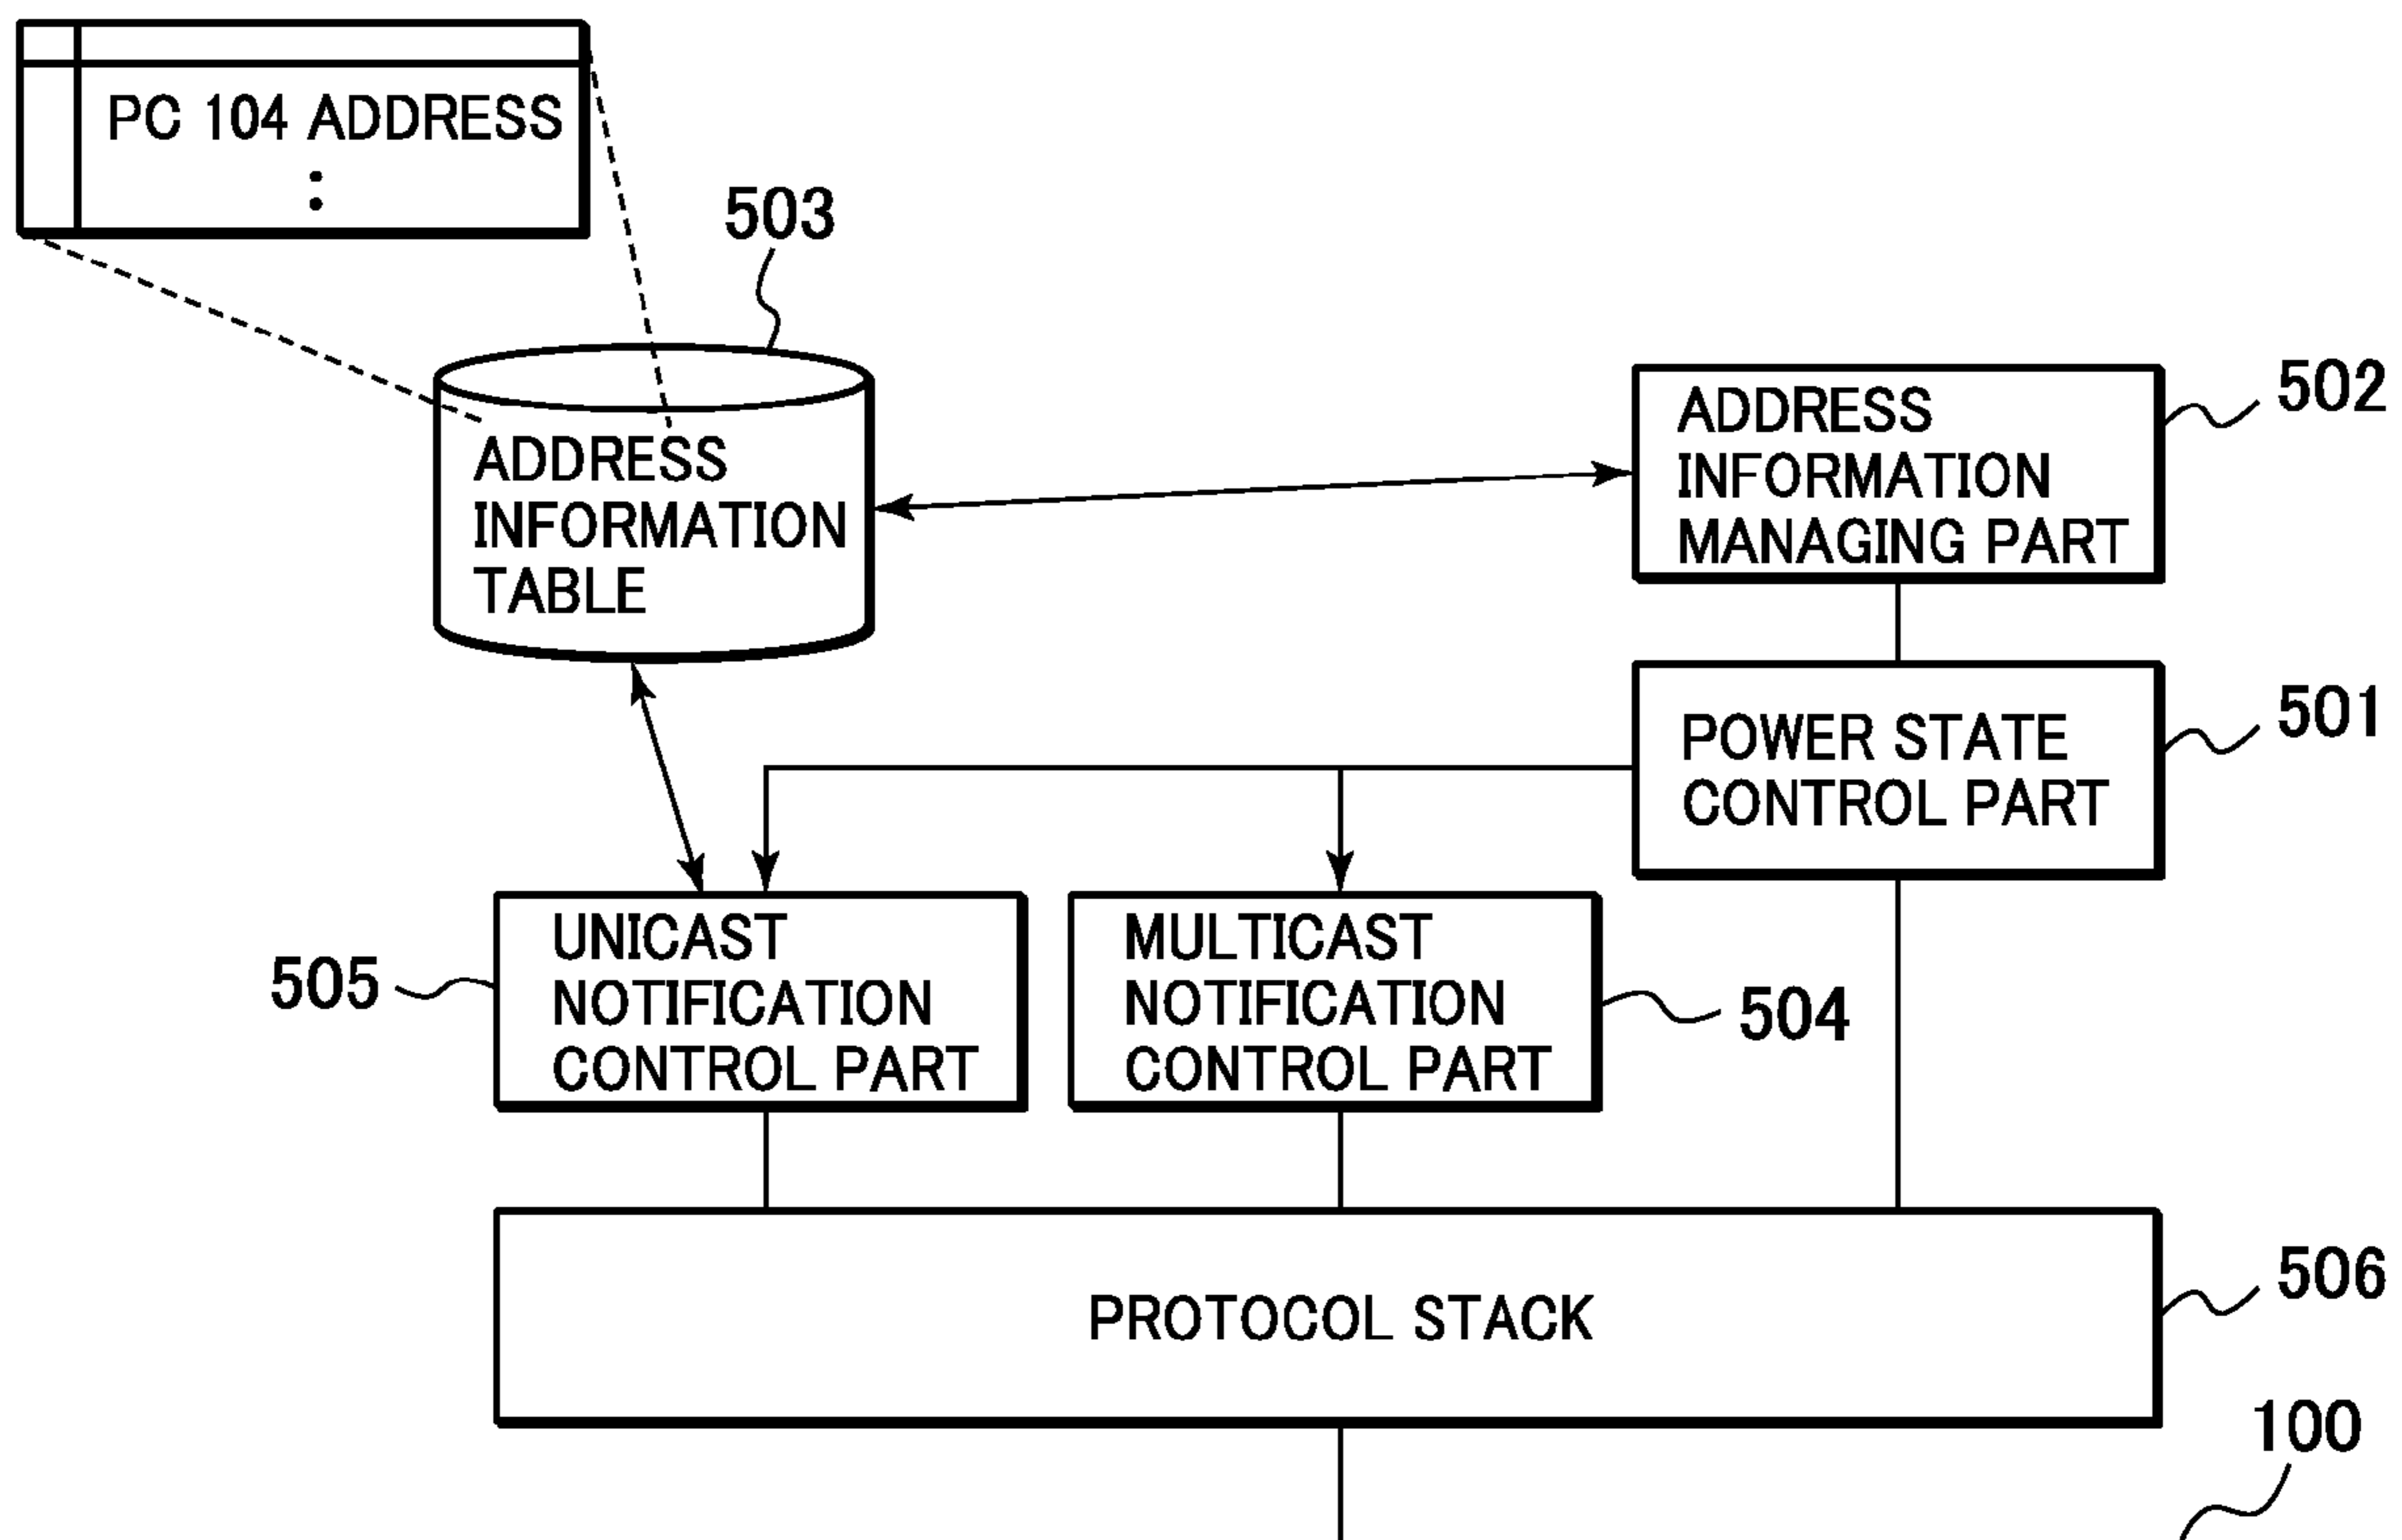 PC 104 ADDRESS
:
503
ADDRESS
INFORMATION
TABLE
502
ADDRESS
INFORMATION
MANAGING PART
501
POWER STATE
CONTROL PART
505
UNICAST
NOTIFICATION
CONTROL PART
MULTICAST
NOTIFICATION
CONTROL PART
504
506
PROTOCOL STACK
100